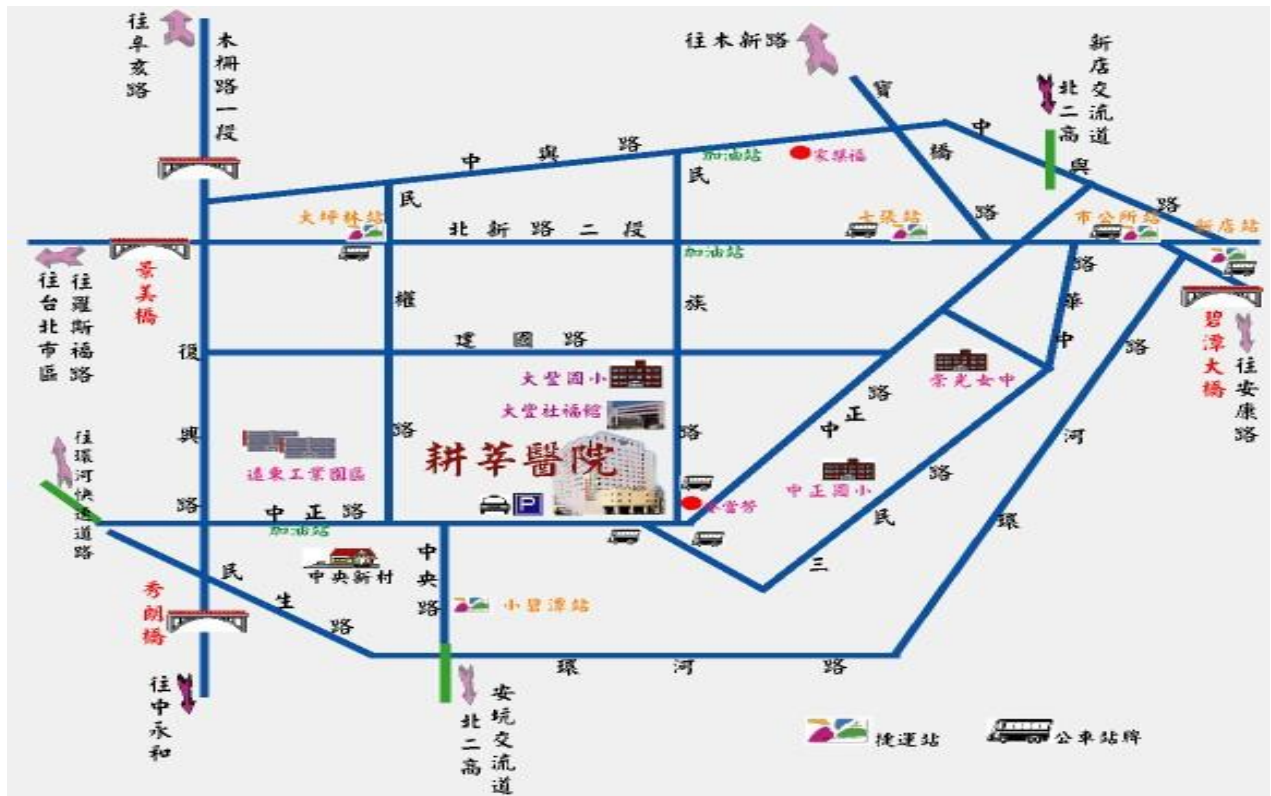 往辛亥路
木柵路一段
往木新路
新店交流道
北二高
寶橋路
中興路
中興路
加油站
家樂福
大坪林站
北新路二段
七張站
市公所站
新店站
加油站
民權路
民族路
景美橋
往羅斯福路
往台北市區
復興路
建國路
中華路
碧潭大橋
往安康路
大豐國小
大豐社福館
崇光女中
中正路
環河路
耕莘醫院
P
遠東工業園區
往環河快速道路
中正國小
三民路
中正路
加油站
麥當勞
中央新村
中央路
民生路
秀朗橋
小碧潭站
環河路
往中永和
安坑交流道
北二高
捷運站
公車站牌